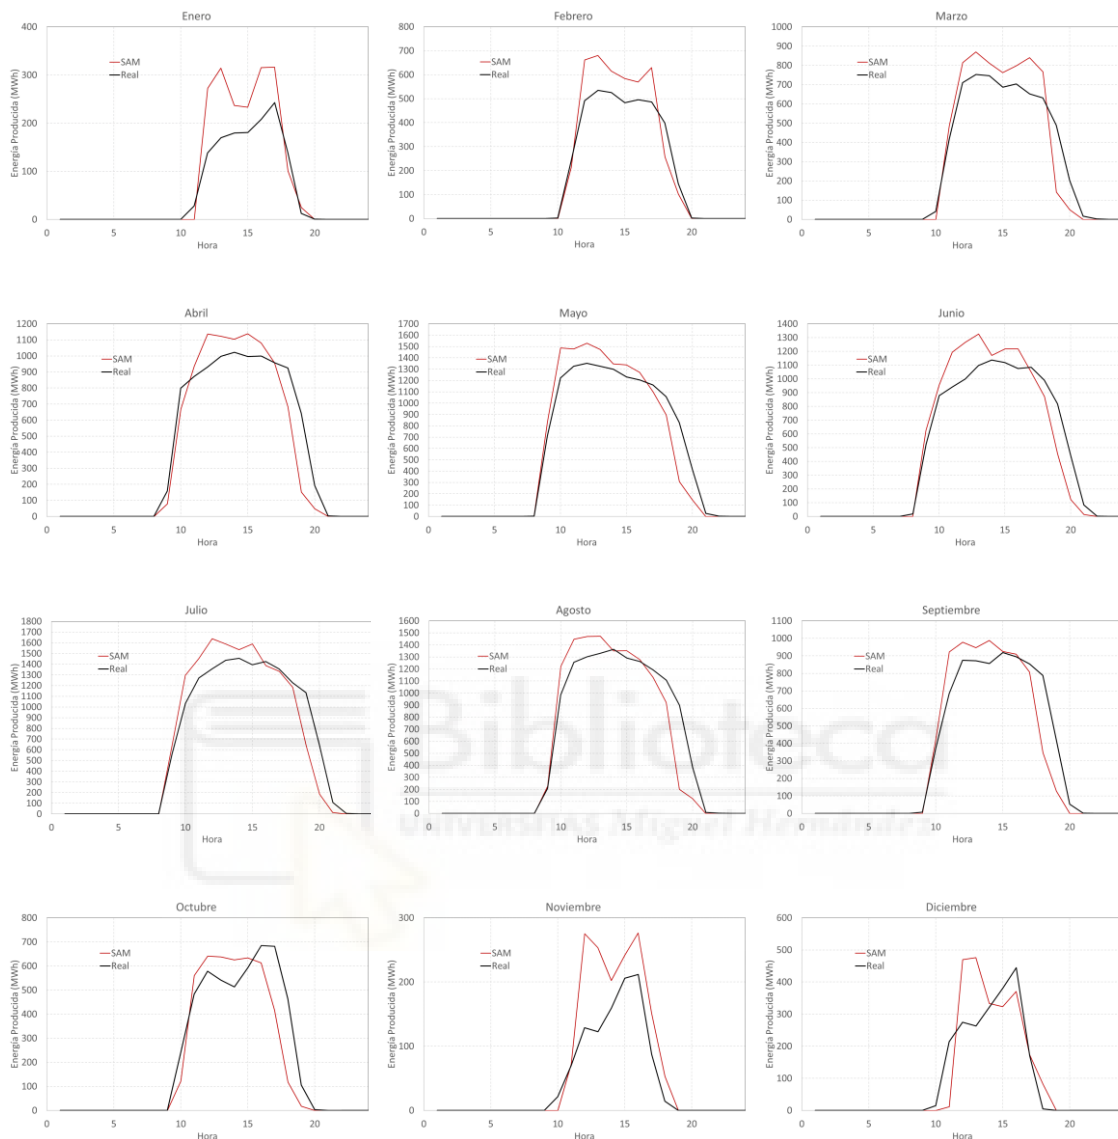 Enero
400
300
200
100
0
Energía Producida (MWh)
SAM
Real
0 5 10 15 20
Hora
Febrero
800
700
600
500
400
300
200
100
0
Energía Producida (MWh)
SAM
Real
0 5 10 15 20
Hora
Marzo
1000
900
800
700
600
500
400
300
200
100
0
Energía Producida (MWh)
SAM
Real
0 5 10 15 20
Hora
Abril
1200
1100
1000
900
800
700
600
500
400
300
200
100
0
Energía Producida (MWh)
SAM
Real
0 5 10 15 20
Hora
Mayo
1700
1600
1500
1400
1300
1200
1100
1000
900
800
700
600
500
400
300
200
100
0
Energía Producida (MWh)
SAM
Real
0 5 10 15 20
Hora
Junio
1400
1300
1200
1100
1000
900
800
700
600
500
400
300
200
100
0
Energía Producida (MWh)
SAM
Real
0 5 10 15 20
Hora
Julio
1800
1700
1600
1500
1400
1300
1200
1100
1000
900
800
700
600
500
400
300
200
100
0
Energía Producida (MWh)
SAM
Real
0 5 10 15 20
Hora
Agosto
1600
1500
1400
1300
1200
1100
1000
900
800
700
600
500
400
300
200
100
0
Energía Producida (MWh)
SAM
Real
0 5 10 15 20
Hora
Septiembre
1100
1000
900
800
700
600
500
400
300
200
100
0
Energía Producida (MWh)
SAM
Real
0 5 10 15 20
Hora
Biblioteca
UNIVERSITAS Miguel Hernández
Octubre
800
700
600
500
400
300
200
100
0
Energía Producida (MWh)
SAM
Real
0 5 10 15 20
Hora
Noviembre
300
200
100
0
Energía Producida (MWh)
SAM
Real
0 5 10 15 20
Hora
Diciembre
600
500
400
300
200
100
0
Energía Producida (MWh)
SAM
Real
0 5 10 15 20
Hora